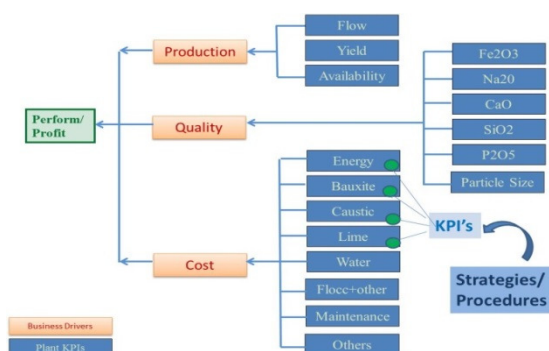 Flow
Production
Yield
Availability
Fe2O3
Na20
CaO
SiO2
P2O5
Particle Size
Perform/
Profit
Quality
Energy
Bauxite
Caustic
Lime
Water
Flocc+other
Maintenance
Others
KPI's
Cost
Strategies/
Procedures
Business Drivers
Plant KPIs